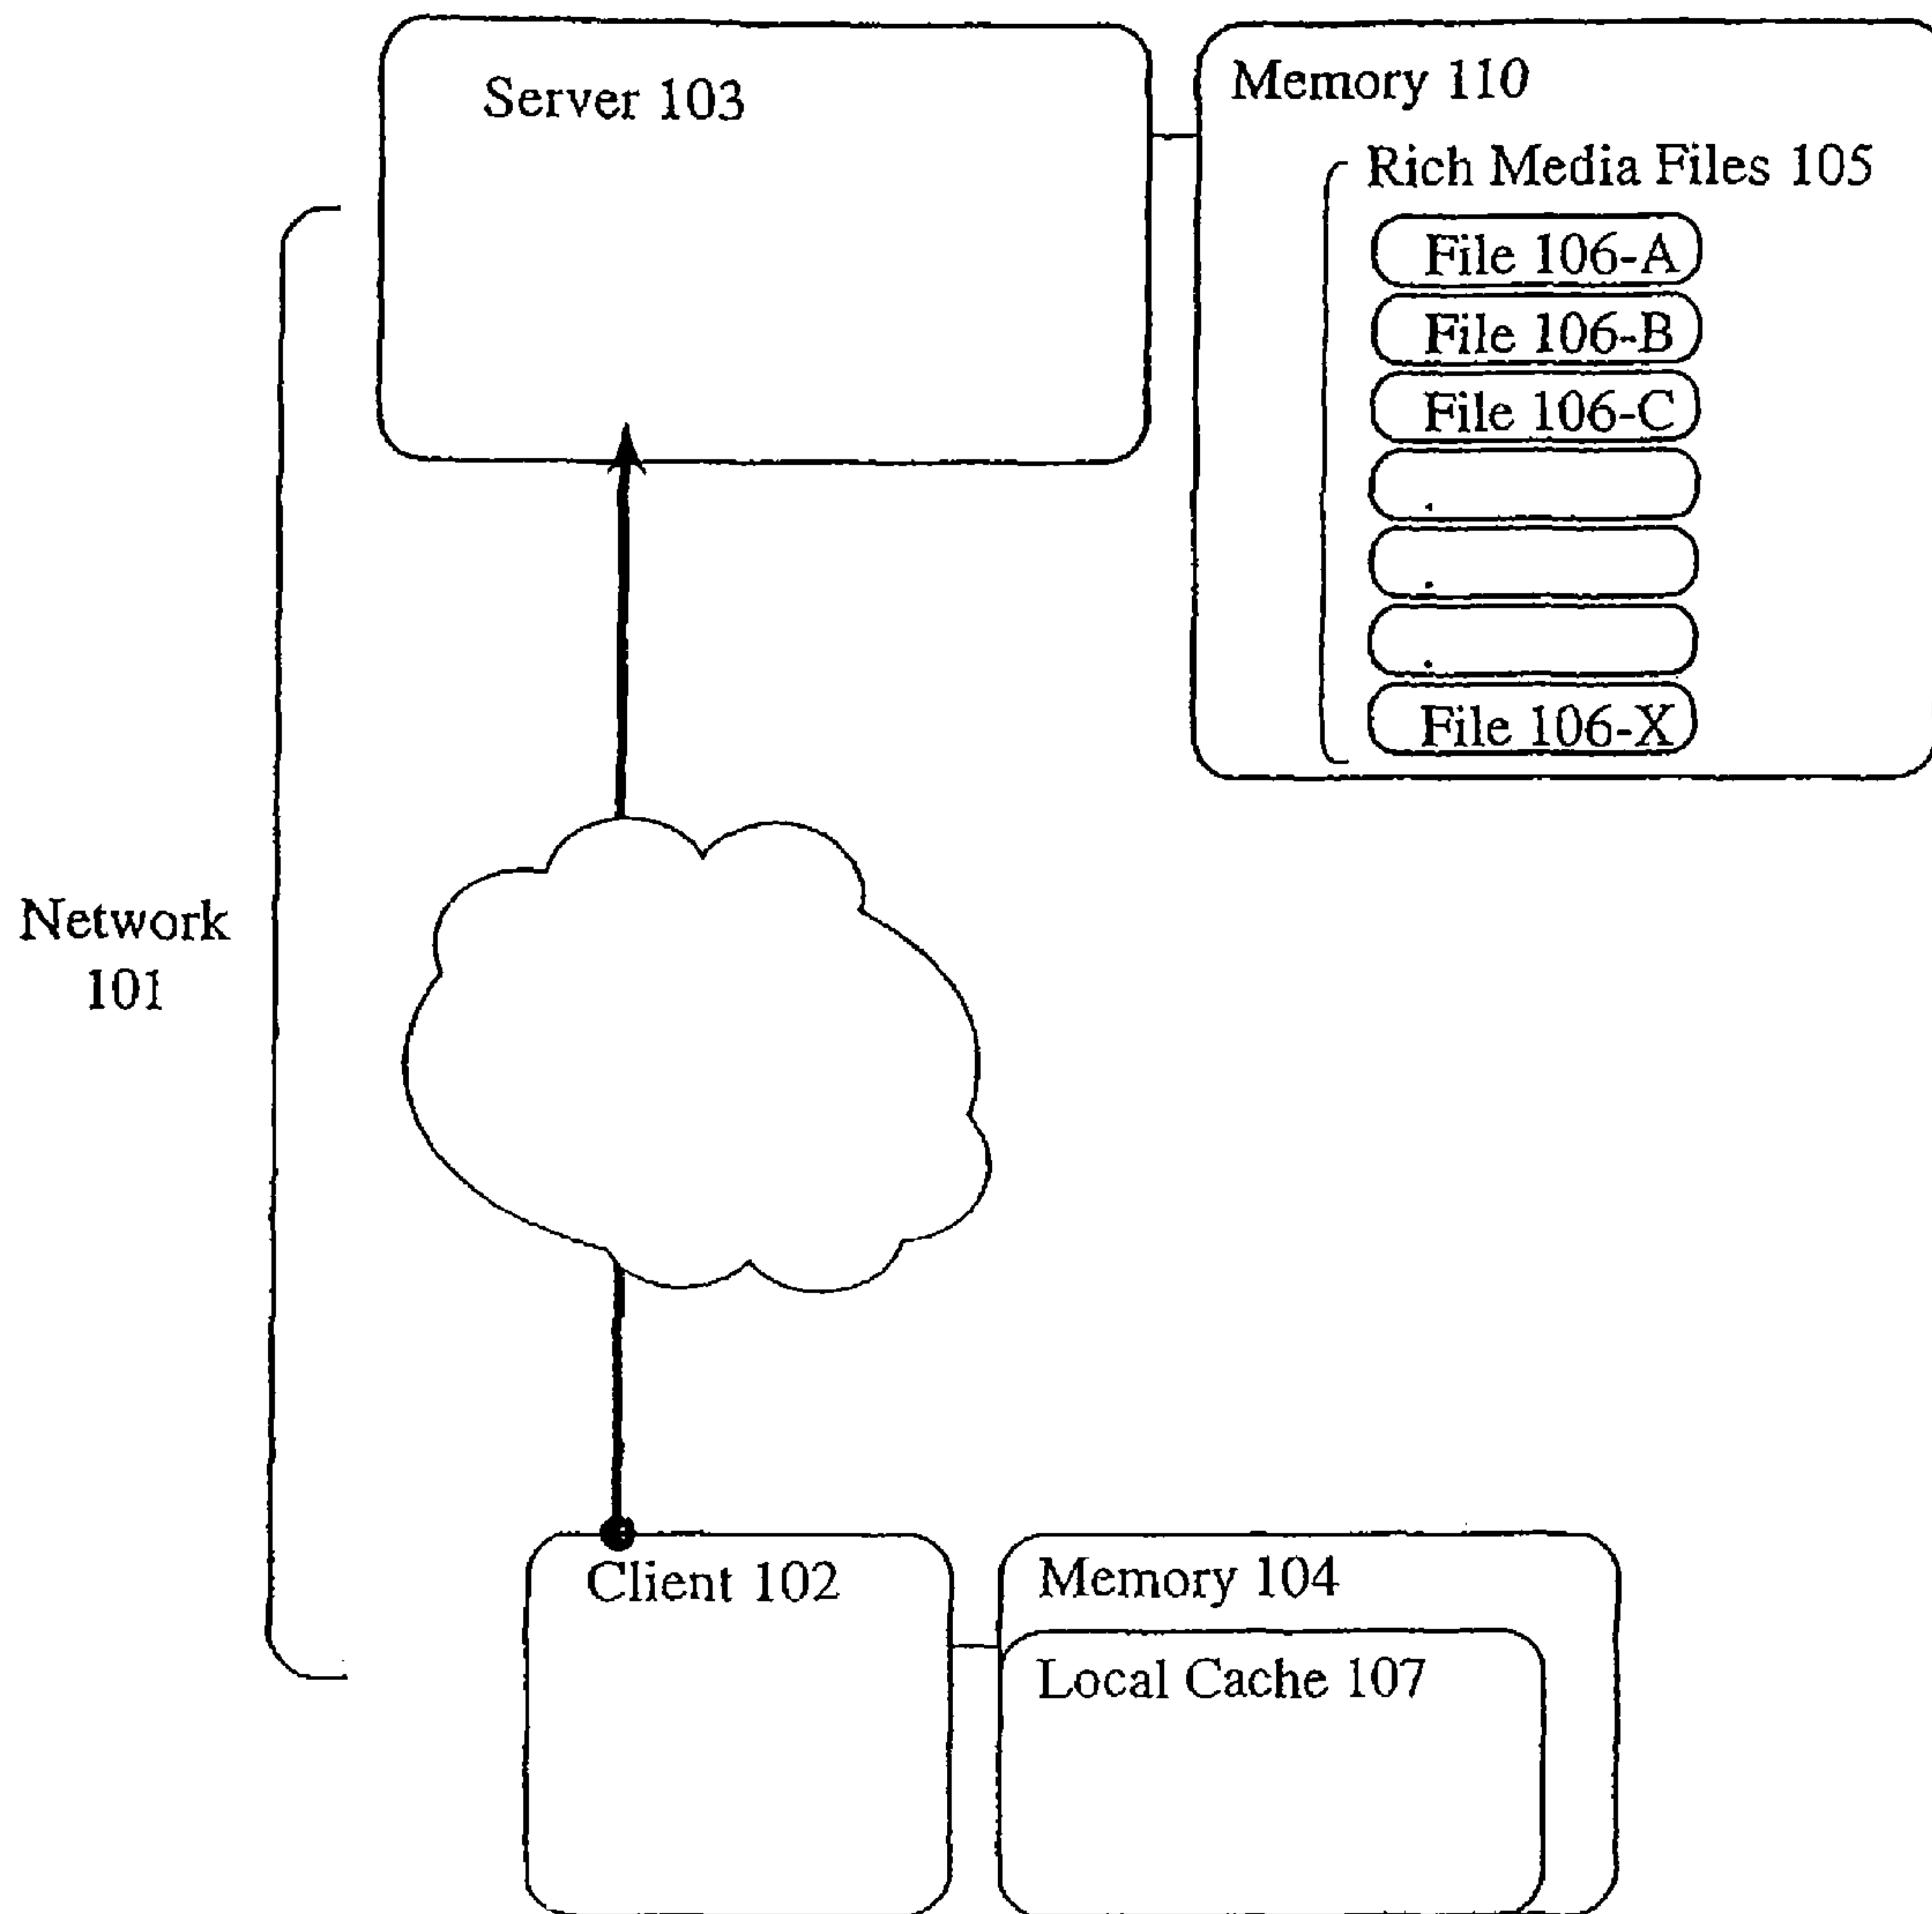 Server 103
Memory 110
Rich Media Files 105
File 106-A
File 106-B
File 106-C
.
.
.
File 106-X
Network
101
Client 102
Memory 104
Local Cache 107